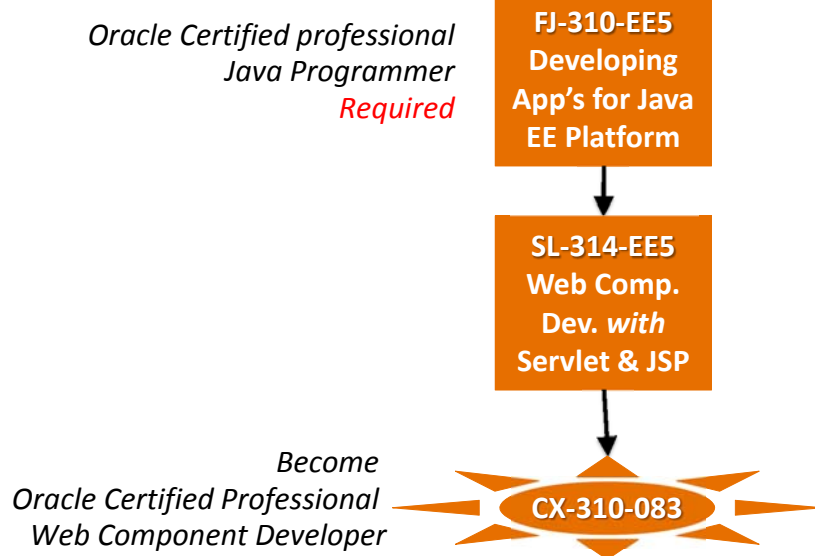 Oracle Certified professional
Java Programmer
Required
FJ-310-EE5
Developing
App’s for Java
EE Platform
SL-314-EE5
Web Comp.
Dev. with
Servlet & JSP
Become
Oracle Certified Professional
Web Component Developer
CX-310-083